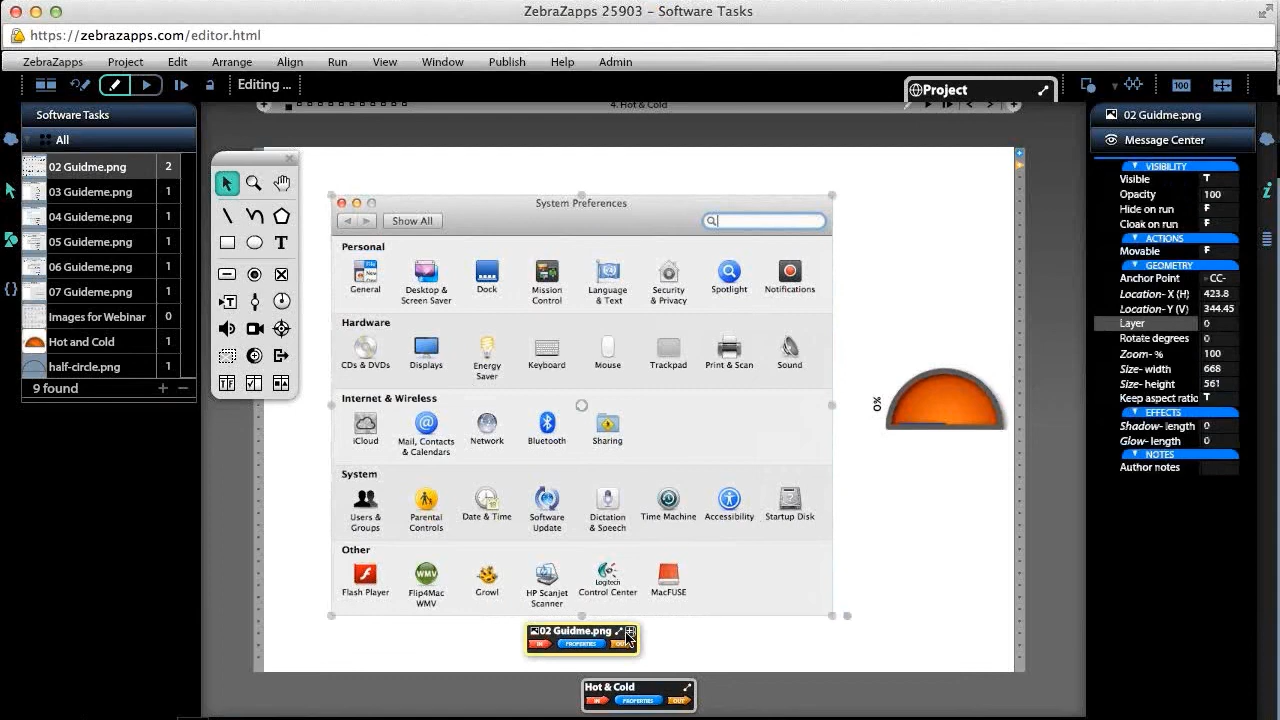 ZebraZapps 25903 – Software Tasks
https://zebrazapps.com/editor.html
ZebraZapps Project Edit Arrange Align Run View Window Publish Help Admin
Editing ...
Project
100
4. Hot & Cold
Software Tasks
All
02 Guidme.png 2
03 Guideme.png 1
04 Guideme.png 1
05 Guideme.png 1
06 Guideme.png 1
07 Guideme.png 1
Images for Webinar 0
Hot and Cold 1
half-circle.png 1
9 found
System Preferences
Show All
Personal
General
Desktop & Screen Saver
Dock
Mission Control
Language & Text
Security & Privacy
Spotlight
Notifications
Hardware
CDs & DVDs
Displays
Energy Saver
Keyboard
Mouse
Trackpad
Print & Scan
Sound
Internet & Wireless
iCloud
Mail, Contacts & Calendars
Network
Bluetooth
Sharing
System
Users & Groups
Parental Controls
Date & Time
Software Update
Dictation & Speech
Time Machine
Accessibility
Startup Disk
Other
Flash Player
Flip4Mac WMV
Growl
HP Scanjet Scanner
Logitech Control Center
MacFUSE
0%
02 Guidme.png
IN PROPERTIES OUT
Hot & Cold
IN PROPERTIES OUT
02 Guidme.png
Message Center
VISIBILITY
Visible T
Opacity 100
Hide on run F
Cloak on run F
ACTIONS
Movable F
GEOMETRY
Anchor Point -CC-
Location- X (H) 423.8
Location-Y (V) 344.45
Layer 0
Rotate degrees 0
Zoom- % 100
Size- width 668
Size- height 561
Keep aspect ratio T
EFFECTS
Shadow- length 0
Glow- length 0
NOTES
Author notes